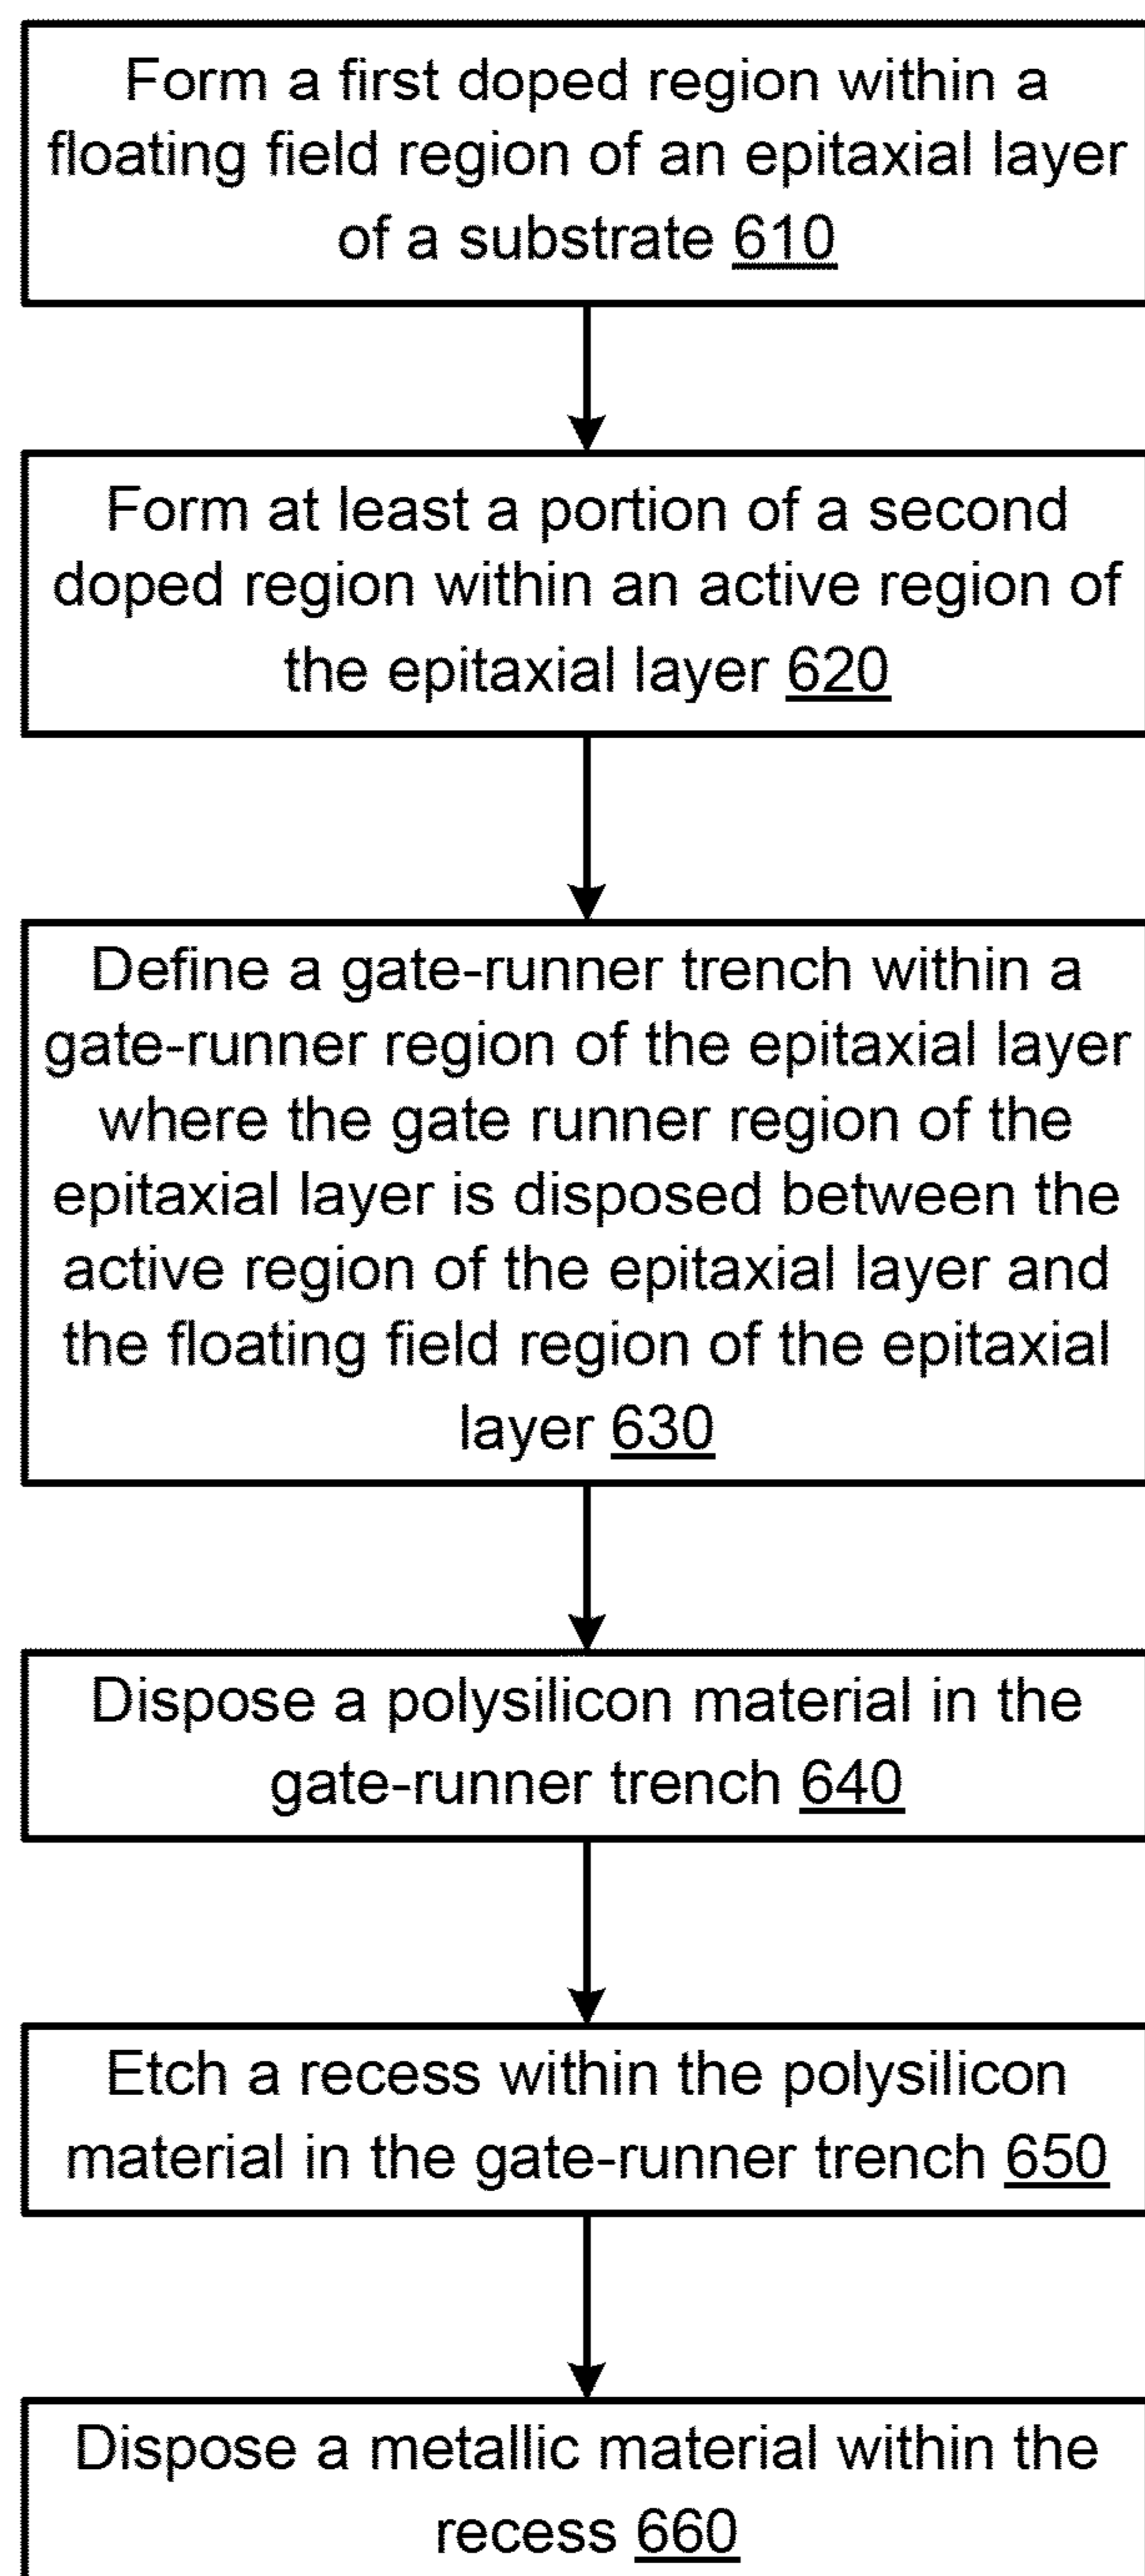 Form a first doped region within a
floating field region of an epitaxial layer
of a substrate 610
Form at least a portion of a second
doped region within an active region of
the epitaxial layer 620
Define a gate-runner trench within a
gate-runner region of the epitaxial layer
where the gate runner region of the
epitaxial layer is disposed between the
active region of the epitaxial layer and
the floating field region of the epitaxial
layer 630
Dispose a polysilicon material in the
gate-runner trench 640
Etch a recess within the polysilicon
material in the gate-runner trench 650
Dispose a metallic material within the
recess 660